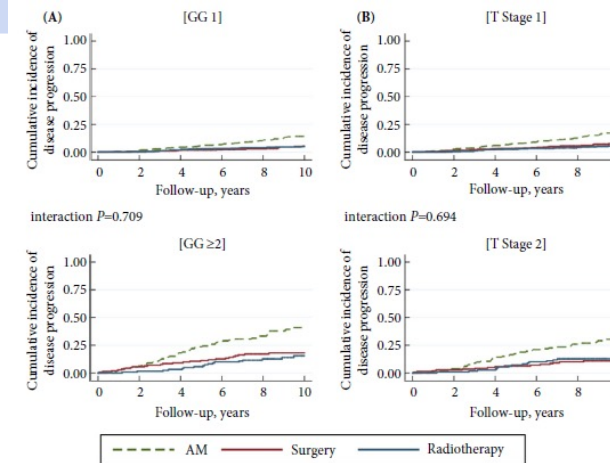 (A)
[GG 1]
Cumulative incidence of
disease progression
1.00
0.75
0.50
0.25
0.00
0 2 4 6 8 10
Follow-up, years
interaction P=0.709
[GG ≥2]
Cumulative incidence of
disease progression
1.00
0.75
0.50
0.25
0.00
0 2 4 6 8 10
Follow-up, years
(B)
[T Stage 1]
Cumulative incidence of
disease progression
1.00
0.75
0.50
0.25
0.00
0 2 4 6 8
Follow-up, years
interaction P=0.694
[T Stage 2]
Cumulative incidence of
disease progression
1.00
0.75
0.50
0.25
0.00
0 2 4 6 8
Follow-up, years
AM Surgery Radiotherapy